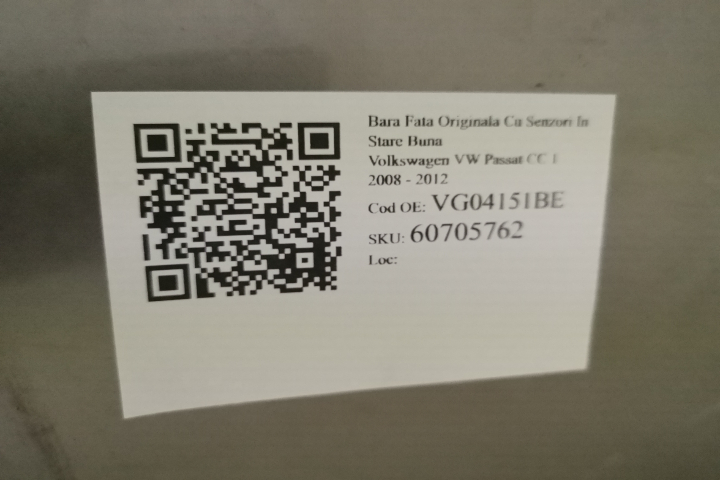 Bara Fata Originala Cu Senzori In
Stare Buna
Volkswagen VW Passat CC 1
2008 - 2012
Cod OE: VG04151BE
SKU: 60705762
Loc: